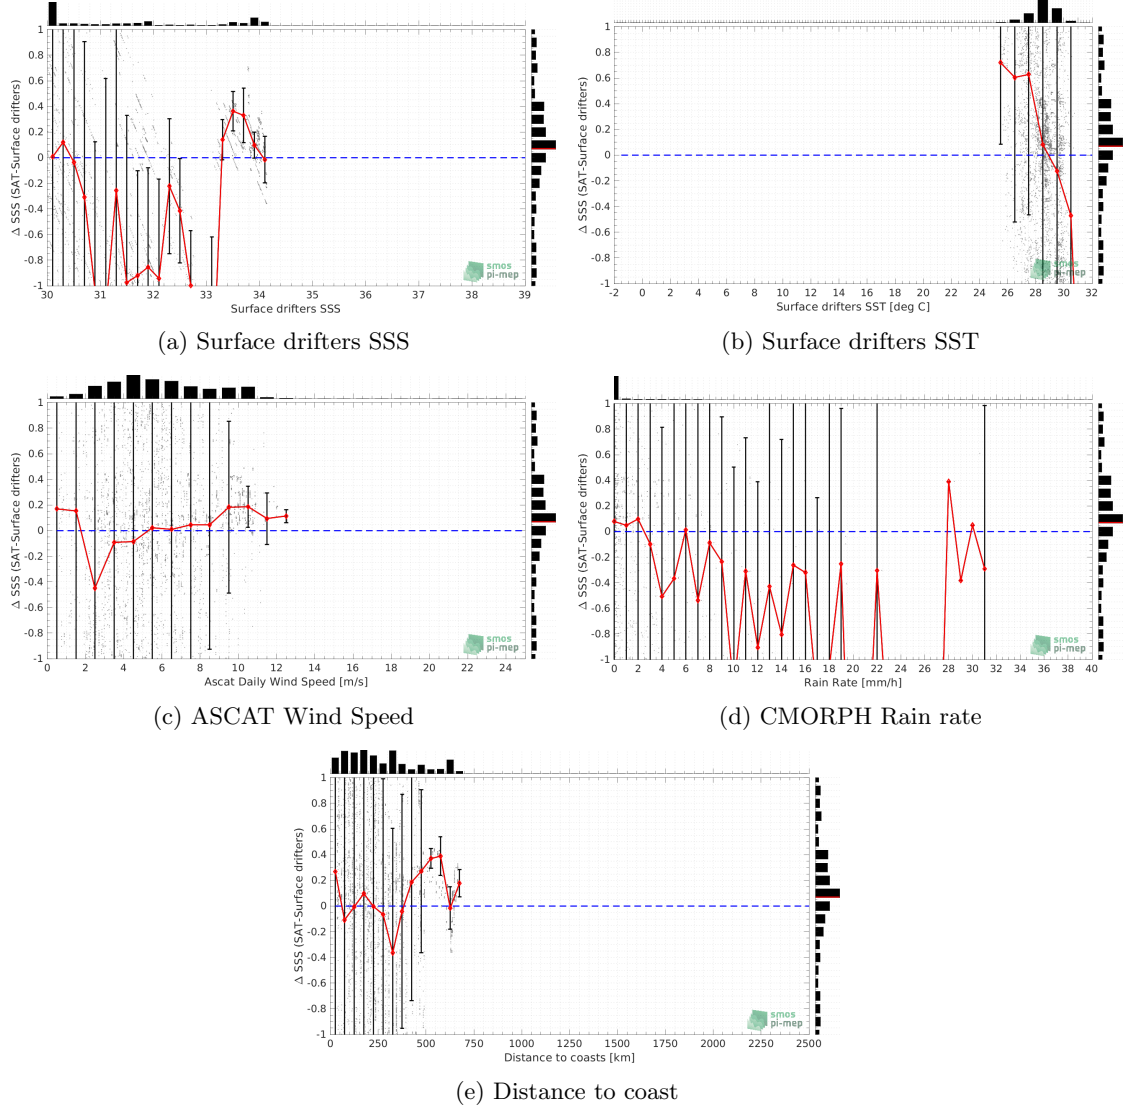 1
0.8
0.6
0.4
0.2
0
-0.2
-0.4
-0.6
-0.8
-1
Δ SSS (SAT-Surface drifters)
30 31 32 33 34 35 36 37 38 39
Surface drifters SSS
smos
pi-mep
(a) Surface drifters SSS
1
0.8
0.6
0.4
0.2
0
-0.2
-0.4
-0.6
-0.8
-1
Δ SSS (SAT-Surface drifters)
-2 0 2 4 6 8 10 12 14 16 18 20 22 24 26 28 30 32
Surface drifters SST [deg C]
smos
pi-mep
(b) Surface drifters SST
1
0.8
0.6
0.4
0.2
0
-0.2
-0.4
-0.6
-0.8
-1
Δ SSS (SAT-Surface drifters)
0 2 4 6 8 10 12 14 16 18 20 22 24
Ascat Daily Wind Speed [m/s]
smos
pi-mep
(c) ASCAT Wind Speed
1
0.8
0.6
0.4
0.2
0
-0.2
-0.4
-0.6
-0.8
-1
Δ SSS (SAT-Surface drifters)
0 2 4 6 8 10 12 14 16 18 20 22 24 26 28 30 32 34 36 38 40
Rain Rate [mm/h]
smos
pi-mep
(d) CMORPH Rain rate
1
0.8
0.6
0.4
0.2
0
-0.2
-0.4
-0.6
-0.8
-1
Δ SSS (SAT-Surface drifters)
0 250 500 750 1000 1250 1500 1750 2000 2250 2500
Distance to coasts [km]
smos
pi-mep
(e) Distance to coast